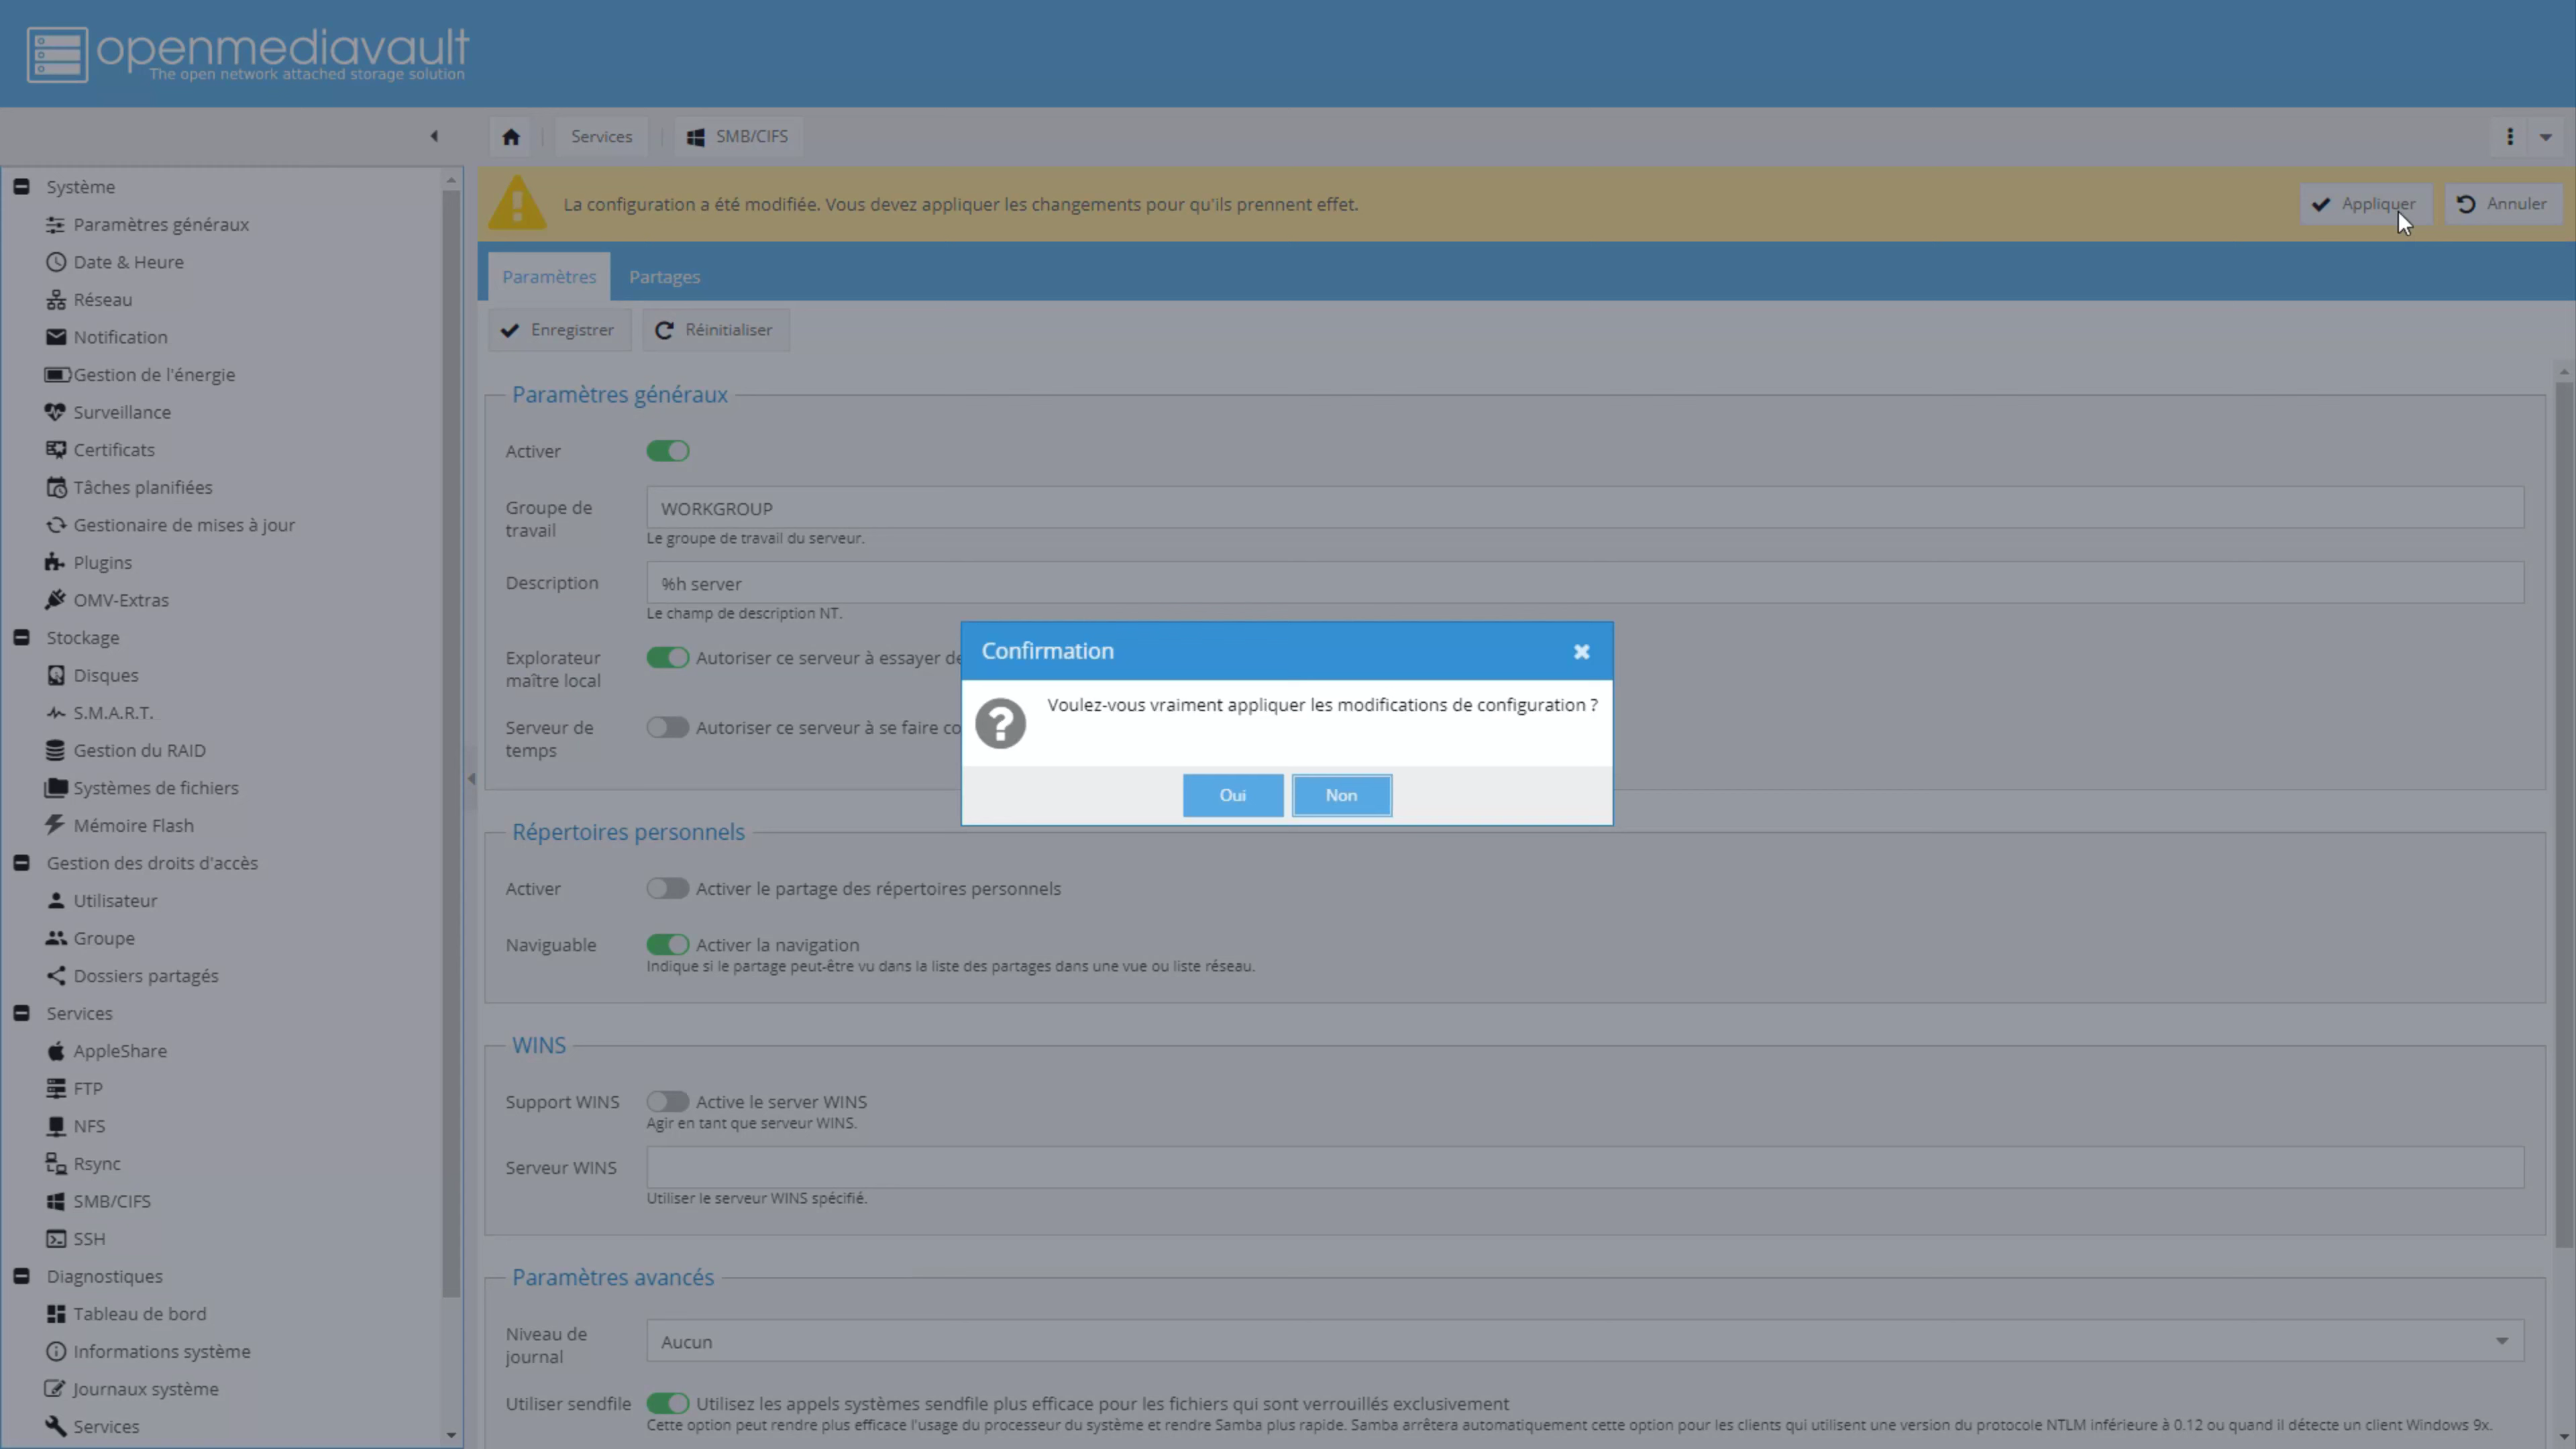 openmediavault
The open network attached storage solution
Services
SMB/CIFS
Système
Paramètres généraux
Date & Heure
Réseau
Notification
Gestion de l'énergie
Surveillance
Certificats
Tâches planifiées
Gestionaire de mises à jour
Plugins
OMV-Extras
Stockage
Disques
S.M.A.R.T.
Gestion du RAID
Systèmes de fichiers
Mémoire Flash
Gestion des droits d'accès
Utilisateur
Groupe
Dossiers partagés
Services
AppleShare
FTP
NFS
Rsync
SMB/CIFS
SSH
Diagnostiques
Tableau de bord
Informations système
Journaux système
Services
La configuration a été modifiée. Vous devez appliquer les changements pour qu'ils prennent effet.
Appliquer
Annuler
Paramètres
Partages
Enregistrer
Réinitialiser
Paramètres généraux
Activer
Groupe de
travail
WORKGROUP
Le groupe de travail du serveur.
Description
%h server
Le champ de description NT.
Explorateur
maître local
Autoriser ce serveur à essayer de
Serveur de
temps
Autoriser ce serveur à se faire co
Confirmation
Voulez-vous vraiment appliquer les modifications de configuration ?
Oui
Non
Répertoires personnels
Activer
Activer le partage des répertoires personnels
Naviguable
Activer la navigation
Indique si le partage peut-être vu dans la liste des partages dans une vue ou liste réseau.
WINS
Support WINS
Active le server WINS
Agir en tant que serveur WINS.
Serveur WINS
Utiliser le serveur WINS spécifié.
Paramètres avancés
Niveau de
journal
Aucun
Utiliser sendfile
Utilisez les appels systèmes sendfile plus efficace pour les fichiers qui sont verrouillés exclusivement
Cette option peut rendre plus efficace l'usage du processeur du système et rendre Samba plus rapide. Samba arrêtera automatiquement cette option pour les clients qui utilisent une version du protocole NTLM inférieure à 0.12 ou quand il détecte un client Windows 9x.